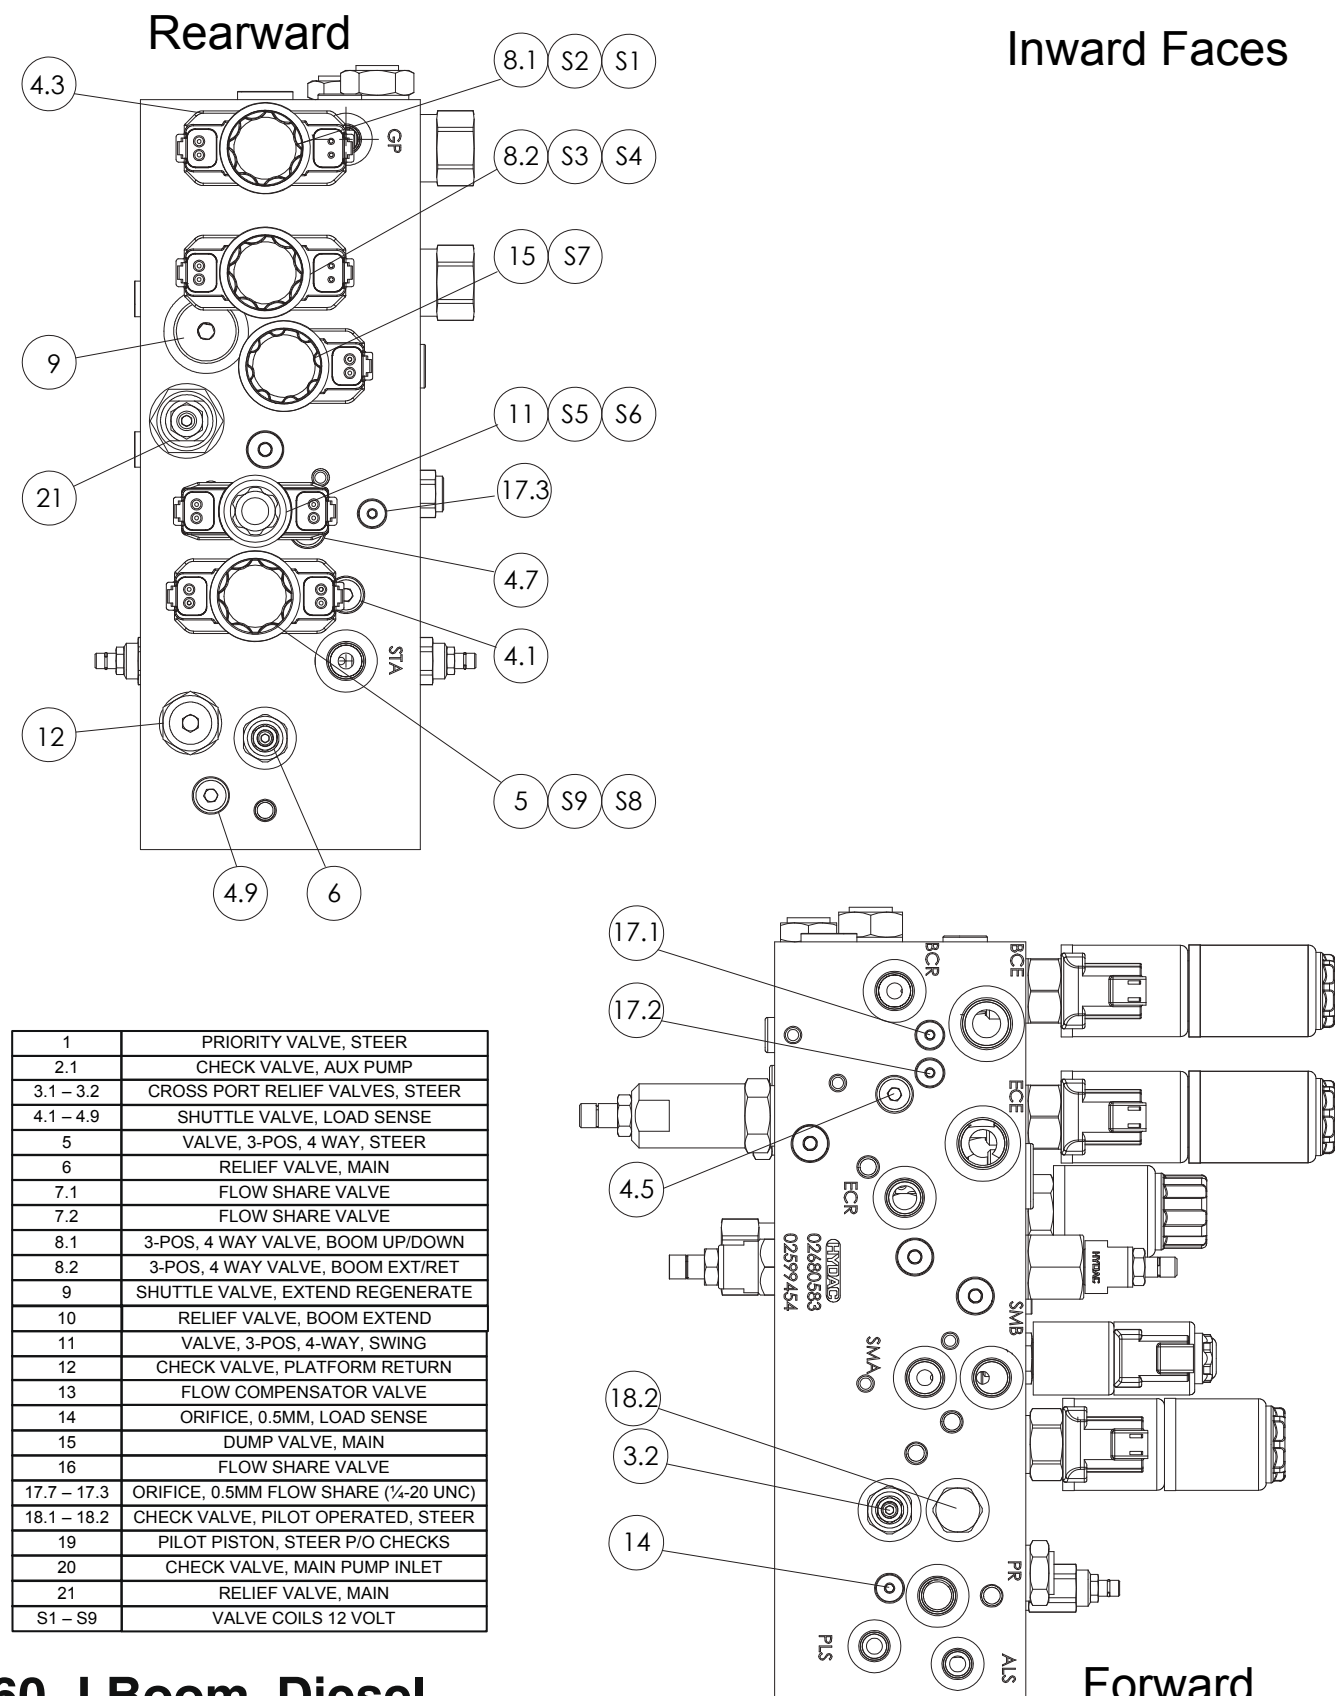 Rearward
Inward Faces
4.3
8.1 S2 S1
GP
8.2 S3 S4
15 S7
9
11 S5 S6
21
17.3
4.7
4.1
STA
12
5 S9 S8
4.9
6
17.1
BCR
BCE
17.2
ECE
4.5
ECR
HYDAC
02680583
02599454
HYDAC
SMB
SMA
18.2
3.2
14
PR
PLS
ALS
1 PRIORITY VALVE, STEER
2.1 CHECK VALVE, AUX PUMP
3.1 – 3.2 CROSS PORT RELIEF VALVES, STEER
4.1 – 4.9 SHUTTLE VALVE, LOAD SENSE
5 VALVE, 3-POS, 4 WAY, STEER
6 RELIEF VALVE, MAIN
7.1 FLOW SHARE VALVE
7.2 FLOW SHARE VALVE
8.1 3-POS, 4 WAY VALVE, BOOM UP/DOWN
8.2 3-POS, 4 WAY VALVE, BOOM EXT/RET
9 SHUTTLE VALVE, EXTEND REGENERATE
10 RELIEF VALVE, BOOM EXTEND
11 VALVE, 3-POS, 4-WAY, SWING
12 CHECK VALVE, PLATFORM RETURN
13 FLOW COMPENSATOR VALVE
14 ORIFICE, 0.5MM, LOAD SENSE
15 DUMP VALVE, MAIN
16 FLOW SHARE VALVE
17.7 – 17.3 ORIFICE, 0.5MM FLOW SHARE (¼-20 UNC)
18.1 – 18.2 CHECK VALVE, PILOT OPERATED, STEER
19 PILOT PISTON, STEER P/O CHECKS
20 CHECK VALVE, MAIN PUMP INLET
21 RELIEF VALVE, MAIN
S1 – S9 VALVE COILS 12 VOLT
Forward
60 J Boom, Diesel